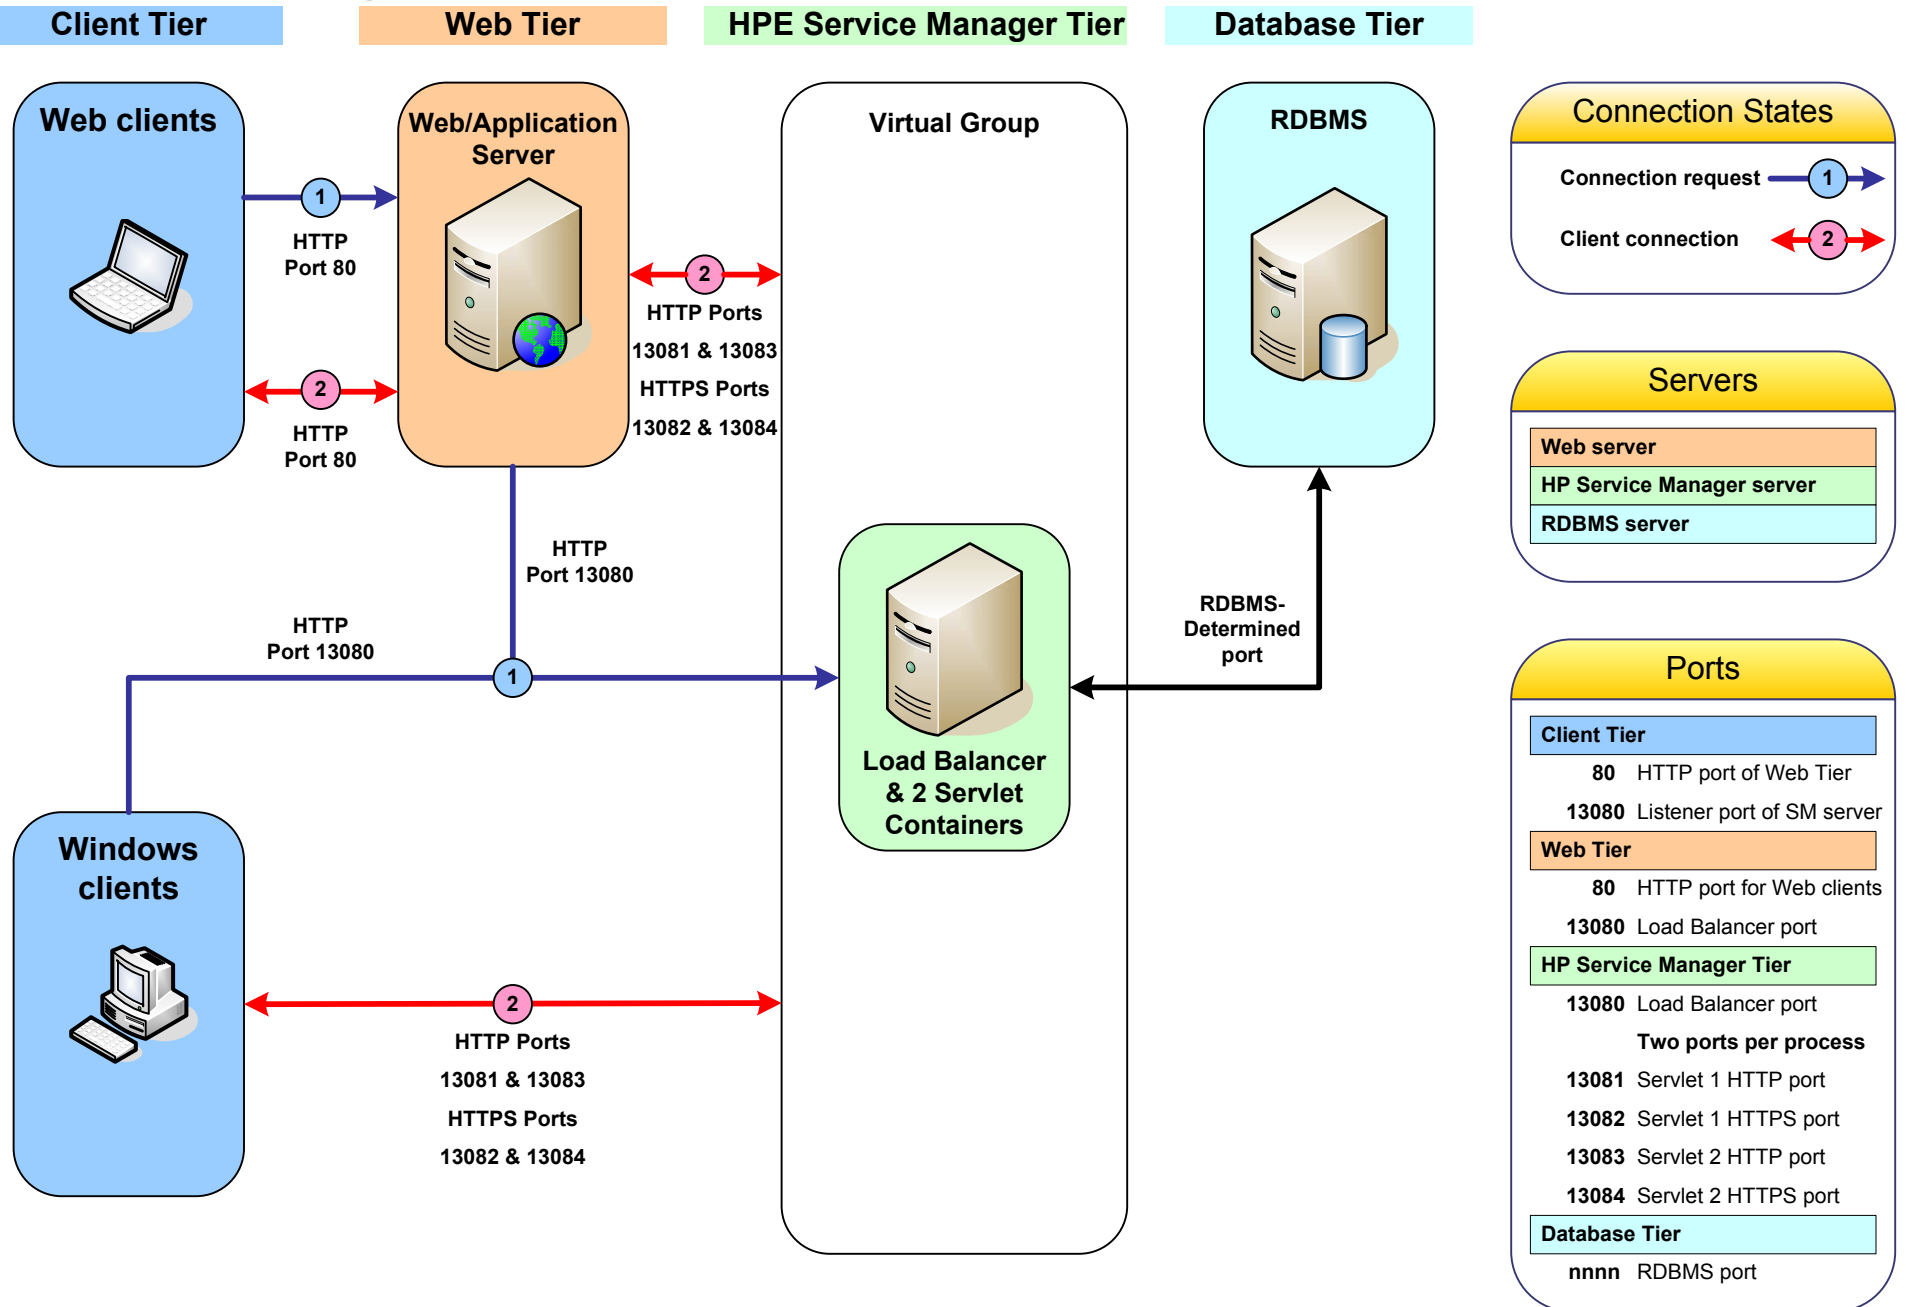 Client Tier
Web Tier
HPE Service Manager Tier
Database Tier
Web clients
1
HTTP
Port 80
2
HTTP
Port 80
Web/Application
Server
2
HTTP Ports
13081 & 13083
HTTPS Ports
13082 & 13084
Virtual Group
RDBMS
HTTP
Port 13080
HTTP
Port 13080
1
Load Balancer
& 2 Servlet
Containers
RDBMS-
Determined
port
Windows
clients
2
HTTP Ports
13081 & 13083
HTTPS Ports
13082 & 13084
Connection States
Connection request 1
Client connection 2
Servers
Web server
HP Service Manager server
RDBMS server
Ports
Client Tier
80 HTTP port of Web Tier
13080 Listener port of SM server
Web Tier
80 HTTP port for Web clients
13080 Load Balancer port
HP Service Manager Tier
13080 Load Balancer port
Two ports per process
13081 Servlet 1 HTTP port
13082 Servlet 1 HTTPS port
13083 Servlet 2 HTTP port
13084 Servlet 2 HTTPS port
Database Tier
nnnn RDBMS port